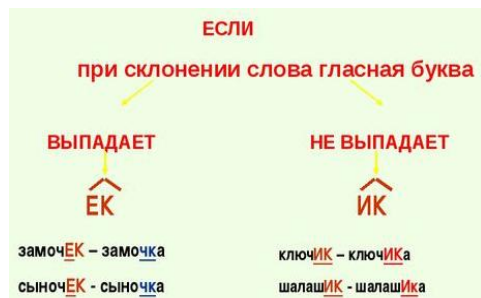 ЕСЛИ
при склонении слова гласная буква
ВЫПАДАЕТ
НЕ ВЫПАДАЕТ
ЕК
ИК
замочЕК – замочка
ключИК – ключИКа
сыночЕК - сыночка
шалашИК - шалашИка